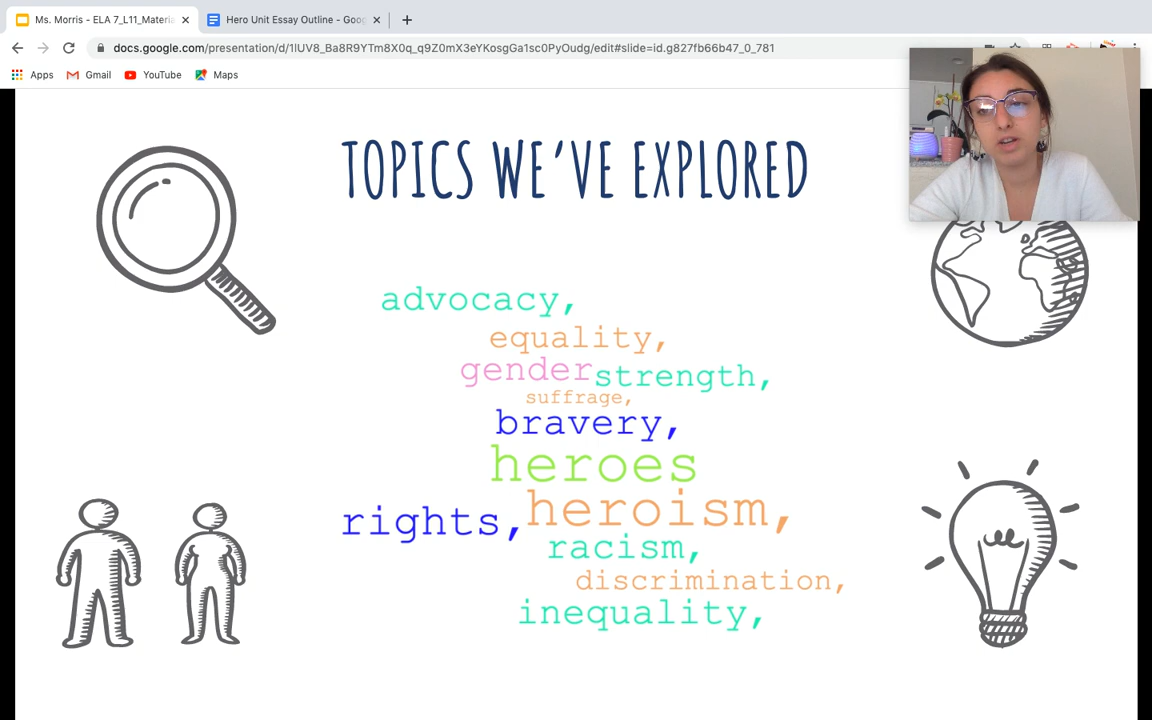 Ms. Morris - ELA 7_L11_Materia
Hero Unit Essay Outline - Goog
docs.google.com/presentation/d/1lUV8_Ba8R9YTm8X0q_q9Z0mX3eYKosgGa1sc0PyOudg/edit#slide=id.g827fb66b47_0_781
Apps Gmail YouTube Maps
TOPICS WE'VE EXPLORED
advocacy,
equality,
gender strength,
suffrage,
bravery,
heroes
rights, heroism,
racism,
discrimination,
inequality,